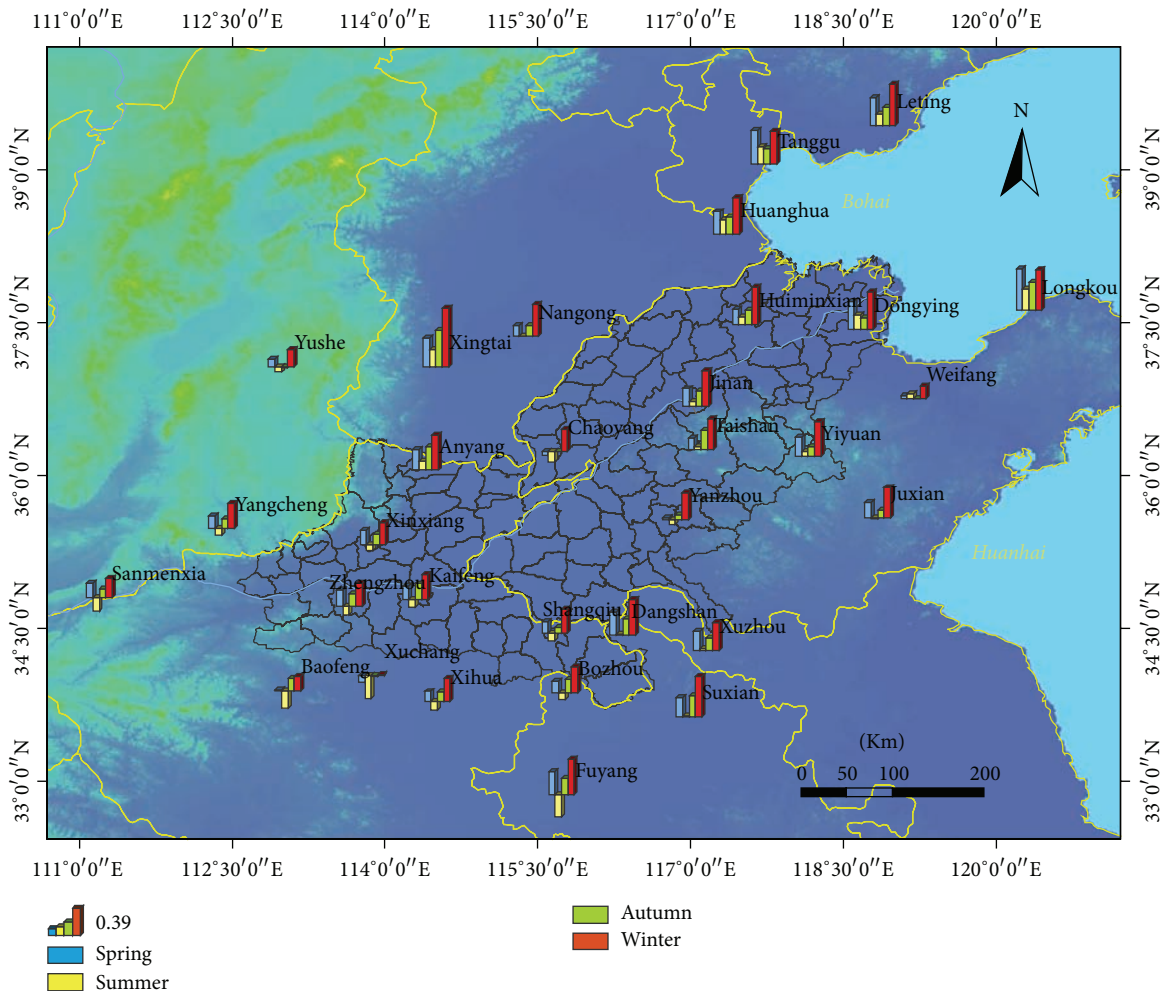 111°0′0″E 112°30′0″E 114°0′0″E 115°30′0″E 117°0′0″E 118°30′0″E 120°0′0″E
39°0′0″N
37°30′0″N
36°0′0″N
34°30′0″N
33°0′0″N
39°0′0″N
37°30′0″N
36°0′0″N
34°30′0″N
33°0′0″N
N
Leting
Tanggu
Bohai
Huanghua
Longkou
Huiminxian
Dongying
Nangong
Xingtai
Yushe
Weifang
Jinan
Chaoyang
Taishan
Yiyuan
Anyang
Yanzhou
Juxian
Yangcheng
Xinxiang
Huanhai
Sanmenxia
Zhengzhou
Kaifeng
Shangqiu
Dangshan
Xuzhou
Xuchang
Baofeng
Xihua
Bozhou
Suxian
(Km)
Fuyang
0 50 100 200
111°0′0″E 112°30′0″E 114°0′0″E 115°30′0″E 117°0′0″E 118°30′0″E 120°0′0″E
0.39
Spring
Summer
Autumn
Winter